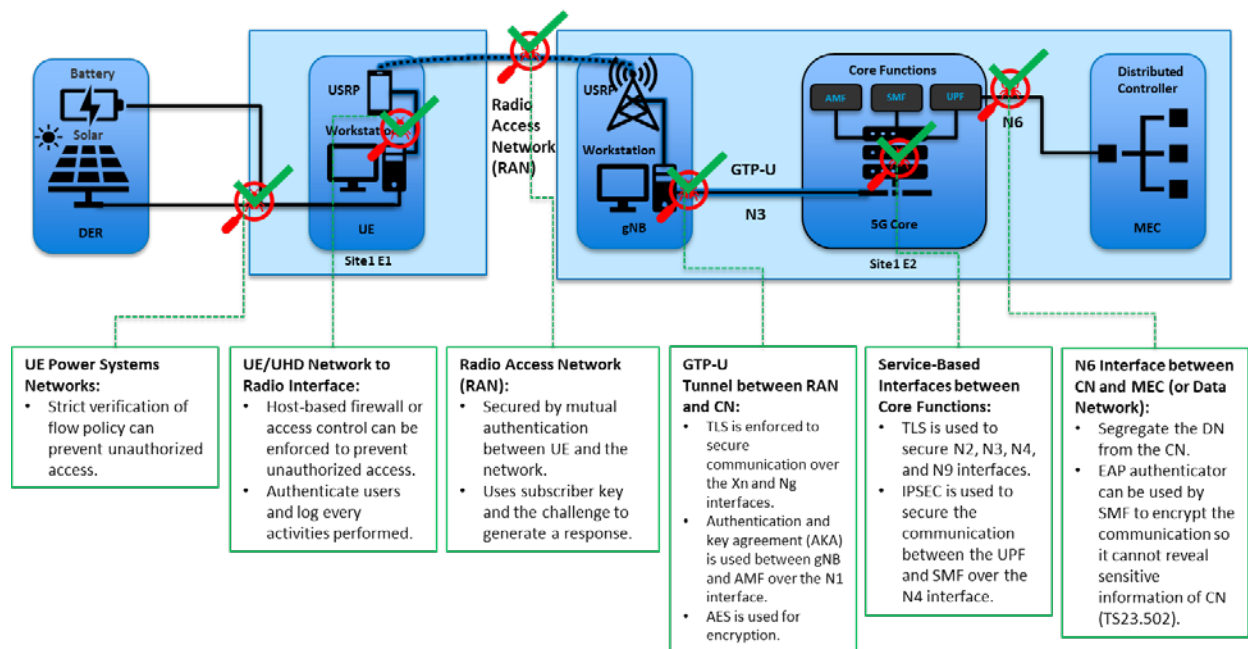 Battery
Solar
DER
USRP
Workstation
UE
Site1 E1
Radio
Access
Network
(RAN)
USRP
Workstation
gNB
GTP-U
N3
Core Functions
AMF
SMF
UPF
5G Core
Site1 E2
N6
Distributed
Controller
MEC
UE Power Systems
Networks:
• Strict verification of
flow policy can
prevent unauthorized
access.
UE/UHD Network to
Radio Interface:
• Host-based firewall or
access control can be
enforced to prevent
unauthorized access.
• Authenticate users
and log every
activities performed.
Radio Access Network
(RAN):
• Secured by mutual
authentication
between UE and the
network.
• Uses subscriber key
and the challenge to
generate a response.
GTP-U
Tunnel between RAN
and CN:
• TLS is enforced to
secure
communication over
the Xn and Ng
interfaces.
• Authentication and
key agreement (AKA)
is used between gNB
and AMF over the N1
interface.
• AES is used for
encryption.
Service-Based
Interfaces between
Core Functions:
• TLS is used to
secure N2, N3, N4,
and N9 interfaces.
• IPSEC is used to
secure the
communication
between the UPF
and SMF over the
N4 interface.
N6 Interface between
CN and MEC (or Data
Network):
• Segregate the DN
from the CN.
• EAP authenticator
can be used by
SMF to encrypt the
communication so
it cannot reveal
sensitive
information of CN
(TS23.502).